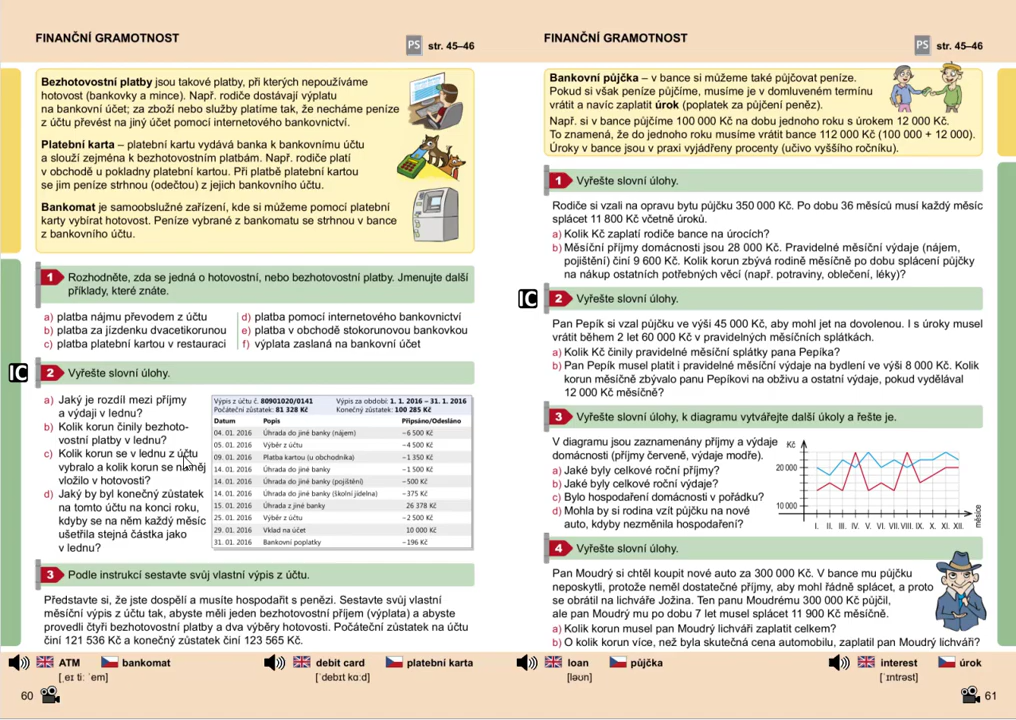 FINANČNÍ GRAMOTNOST
PS str. 45–46
Bezhotovostní platby jsou takové platby, při kterých nepoužíváme
hotovost (bankovky a mince). Např. rodiče dostávají výplatu
na bankovní účet; za zboží nebo služby platíme tak, že necháme peníze
z účtu převést na jiný účet pomocí internetového bankovnictví.
Platební karta – platební kartu vydává banka k bankovnímu účtu
a slouží zejména k bezhotovostním platbám. Např. rodiče platí
v obchodě u pokladny platební kartou. Při platbě platební kartou
se jim peníze strhnou (odečtou) z jejich bankovního účtu.
Bankomat je samoobslužné zařízení, kde si můžeme pomocí platební
karty vybírat hotovost. Peníze vybrané z bankomatu se strhnou v bance
z bankovního účtu.
1 Rozhodněte, zda se jedná o hotovostní, nebo bezhotovostní platby. Jmenujte další
příklady, které znáte.
a) platba nájmu převodem z účtu
b) platba za jízdenku dvacetikorunou
c) platba platební kartou v restauraci
d) platba pomocí internetového bankovnictví
e) platba v obchodě stokorunovou bankovkou
f) výplata zaslaná na bankovní účet
IC
2 Vyřešte slovní úlohy.
a) Jaký je rozdíl mezi příjmy
a výdaji v lednu?
b) Kolik korun činily bezhoto-
vostní platby v lednu?
c) Kolik korun se v lednu z účtu
vybralo a kolik korun se na něj
vložilo v hotovosti?
d) Jaký by byl konečný zůstatek
na tomto účtu na konci roku,
kdyby se na něm každý měsíc
ušetřila stejná částka jako
v lednu?
Výpis z účtu č. 80901020/0141 Výpis za období: 1. 1. 2016 – 31. 1. 2016
Počáteční zůstatek: 81 328 Kč Konečný zůstatek: 100 285 Kč
Datum Popis Připsáno/Odesláno
04. 01. 2016 Úhrada do jiné banky (nájem) –6 500 Kč
05. 01. 2016 Výběr z účtu –4 500 Kč
09. 01. 2016 Platba kartou (u obchodníka) –1 350 Kč
14. 01. 2016 Úhrada do jiné banky –1 500 Kč
14. 01. 2016 Úhrada do jiné banky (pojištění) –500 Kč
14. 01. 2016 Úhrada do jiné banky (školní jídelna) –375 Kč
15. 01. 2016 Úhrada z jiné banky 26 378 Kč
25. 01. 2016 Výběr z účtu –2 500 Kč
29. 01. 2016 Vklad na účet 10 000 Kč
31. 01. 2016 Bankovní poplatky –196 Kč
3 Podle instrukcí sestavte svůj vlastní výpis z účtu.
Představte si, že jste dospělí a musíte hospodařit s penězi. Sestavte svůj vlastní
měsíční výpis z účtu tak, abyste měli jeden bezhotovostní příjem (výplata) a abyste
provedli čtyři bezhotovostní platby a dva výběry hotovosti. Počáteční zůstatek na účtu
činí 121 536 Kč a konečný zůstatek činí 123 565 Kč.
ATM bankomat debit card platební karta
[ˌeɪ tiː ˈem] [ˈdebɪt kɑːd]
60
FINANČNÍ GRAMOTNOST
PS str. 45–46
Bankovní půjčka – v bance si můžeme také půjčovat peníze.
Pokud si však peníze půjčíme, musíme je v domluveném termínu
vrátit a navíc zaplatit úrok (poplatek za půjčení peněz).
Např. si v bance půjčíme 100 000 Kč na dobu jednoho roku s úrokem 12 000 Kč.
To znamená, že do jednoho roku musíme vrátit bance 112 000 Kč (100 000 + 12 000).
Úroky v bance jsou v praxi vyjádřeny procenty (učivo vyššího ročníku).
1 Vyřešte slovní úlohy.
Rodiče si vzali na opravu bytu půjčku 350 000 Kč. Po dobu 36 měsíců musí každý měsíc
splácet 11 800 Kč včetně úroků.
a) Kolik Kč zaplatí rodiče bance na úrocích?
b) Měsíční příjmy domácnosti jsou 28 000 Kč. Pravidelné měsíční výdaje (nájem,
pojištění) činí 9 600 Kč. Kolik korun zbývá rodině měsíčně po dobu splácení půjčky
na nákup ostatních potřebných věcí (např. potraviny, oblečení, léky)?
IC
2 Vyřešte slovní úlohy.
Pan Pepík si vzal půjčku ve výši 45 000 Kč, aby mohl jet na dovolenou. I s úroky musel
vrátit během 2 let 60 000 Kč v pravidelných měsíčních splátkách.
a) Kolik Kč činily pravidelné měsíční splátky pana Pepíka?
b) Pan Pepík musel platit i pravidelné měsíční výdaje na bydlení ve výši 8 000 Kč. Kolik
korun měsíčně zbývalo panu Pepíkovi na obživu a ostatní výdaje, pokud vydělával
12 000 Kč měsíčně?
3 Vyřešte slovní úlohy, k diagramu vytvářejte další úkoly a řešte je.
V diagramu jsou zaznamenány příjmy a výdaje
domácnosti (příjmy červeně, výdaje modře).
a) Jaké byly celkové roční příjmy?
b) Jaké byly celkové roční výdaje?
c) Bylo hospodaření domácnosti v pořádku?
d) Mohla by si rodina vzít půjčku na nové
auto, kdyby nezměnila hospodaření?
Kč
20 000
10 000
I. II. III. IV. V. VI. VII. VIII. IX. X. XI. XII.
měsíce
4 Vyřešte slovní úlohy.
Pan Moudrý si chtěl koupit nové auto za 300 000 Kč. V bance mu půjčku
neposkytli, protože neměl dostatečné příjmy, aby mohl řádně splácet, a proto
se obrátil na lichváře Jožina. Ten panu Moudrému 300 000 Kč půjčil,
ale pan Moudrý mu po dobu 7 let musel splácet 11 900 Kč měsíčně.
a) Kolik korun musel pan Moudrý lichváři zaplatit celkem?
b) O kolik korun více, než byla skutečná cena automobilu, zaplatil pan Moudrý lichváři?
loan půjčka interest úrok
[ləʊn] [ˈɪntrəst]
61